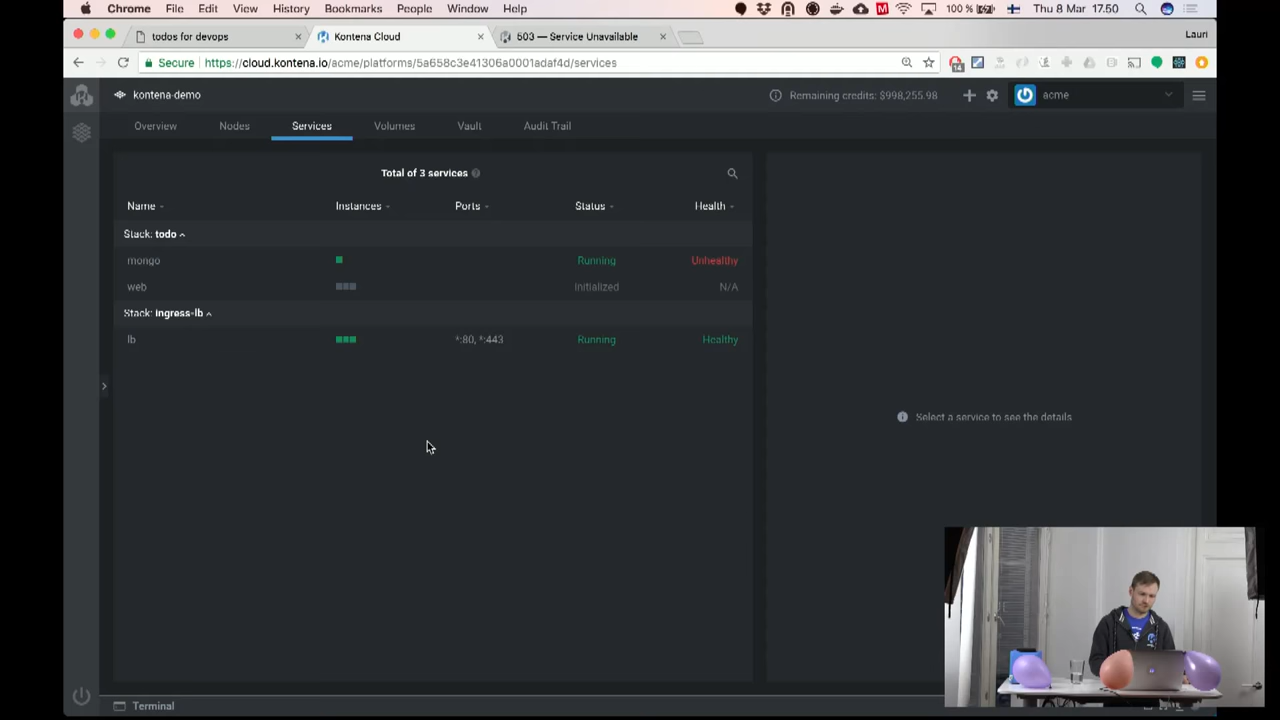 Chrome File Edit View History Bookmarks People Window Help 100 % Thu 8 Mar 17.50
todos for devops Kontena Cloud 503 — Service Unavailable Lauri
Secure https://cloud.kontena.io/acme/platforms/5a658c3e41306a0001adaf4d/services 14
kontena-demo Remaining credits: $998,255.98 acme
Overview Nodes Services Volumes Vault Audit Trail
Total of 3 services
Name Instances Ports Status Health
Stack: todo
mongo Running Unhealthy
web Initialized N/A
Stack: ingress-lb
lb *:80, *:443 Running Healthy
Select a service to see the details
Terminal